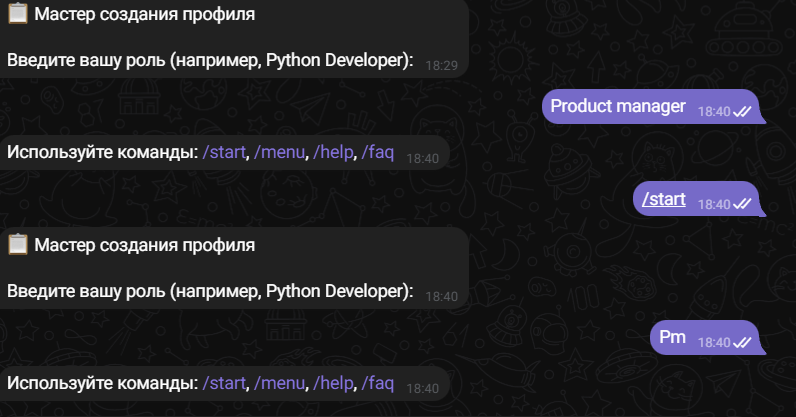 📋 Мастер создания профиля
Введите вашу роль (например, Python Developer): 18:29
Product manager 18:40
Используйте команды: /start, /menu, /help, /faq 18:40
/start 18:40
📋 Мастер создания профиля
Введите вашу роль (например, Python Developer): 18:40
Pm 18:40
Используйте команды: /start, /menu, /help, /faq 18:40